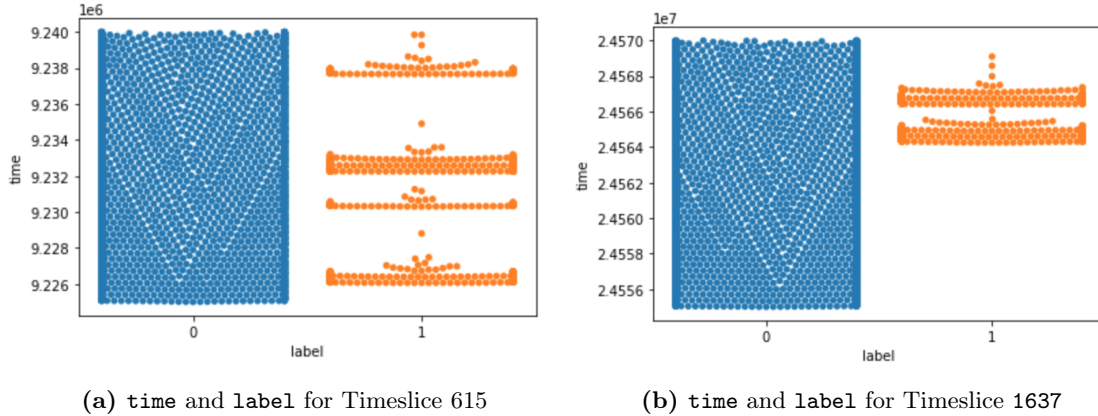 1e6
9.240
9.238
9.236
9.234
9.232
9.230
9.228
9.226
time
0 1
label
(a) time and label for Timeslice 615
1e7
2.4570
2.4568
2.4566
2.4564
2.4562
2.4560
2.4558
2.4556
time
0 1
label
(b) time and label for Timeslice 1637